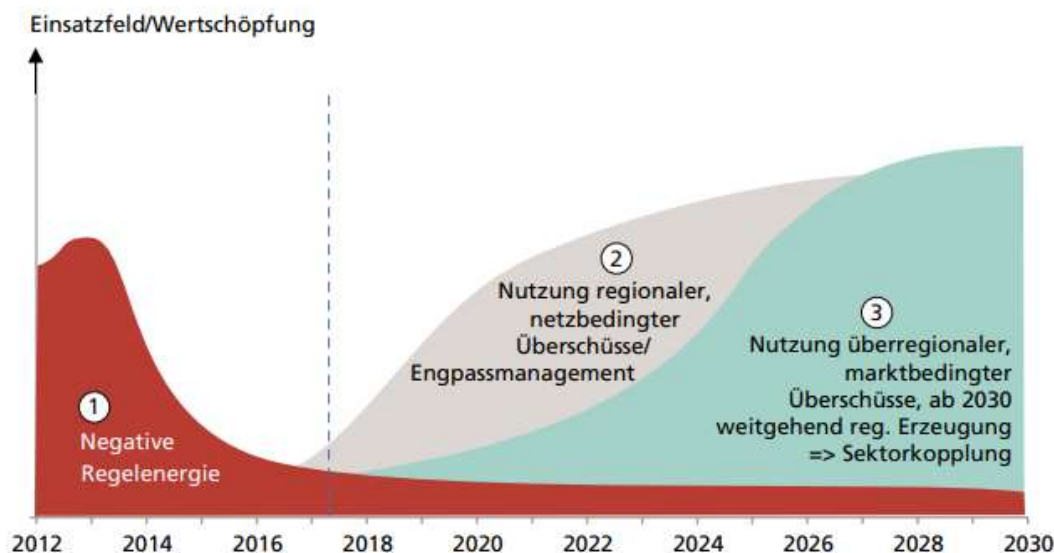 Einsatzfeld/Wertschöpfung
1
Negative
Regelenergie
2
Nutzung regionaler,
netzbedingter
Überschüsse/
Engpassmanagement
3
Nutzung überregionaler,
marktbedingter
Überschüsse, ab 2030
weitgehend reg. Erzeugung
=> Sektorkopplung
2012 2014 2016 2018 2020 2022 2024 2026 2028 2030